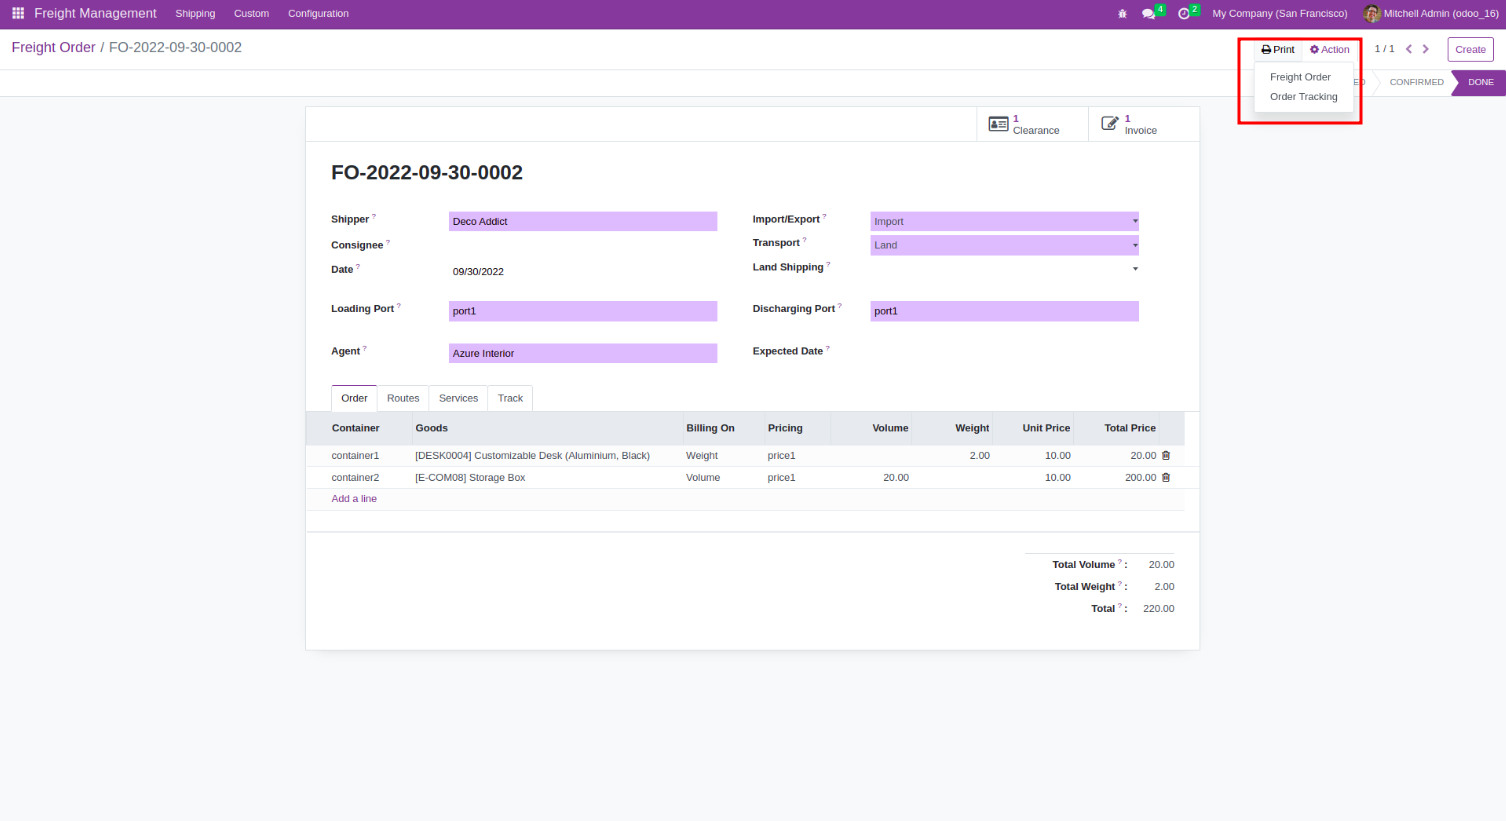 Freight Management Shipping Custom Configuration 4 2 My Company (San Francisco) Mitchell Admin (odoo_16)
Freight Order / FO-2022-09-30-0002
Print Action 1 / 1 Create
Freight Order
Order Tracking
ED CONFIRMED DONE
1 Clearance
1 Invoice
FO-2022-09-30-0002
Shipper ? Deco Addict Import/Export ? Import
Consignee ? Transport ? Land
Date ? 09/30/2022 Land Shipping ?
Loading Port ? port1 Discharging Port ? port1
Agent ? Azure Interior Expected Date ?
Order Routes Services Track
Container Goods Billing On Pricing Volume Weight Unit Price Total Price
container1 [DESK0004] Customizable Desk (Aluminium, Black) Weight price1 2.00 10.00 20.00
container2 [E-COM08] Storage Box Volume price1 20.00 10.00 200.00
Add a line
Total Volume ? : 20.00
Total Weight ? : 2.00
Total ? : 220.00